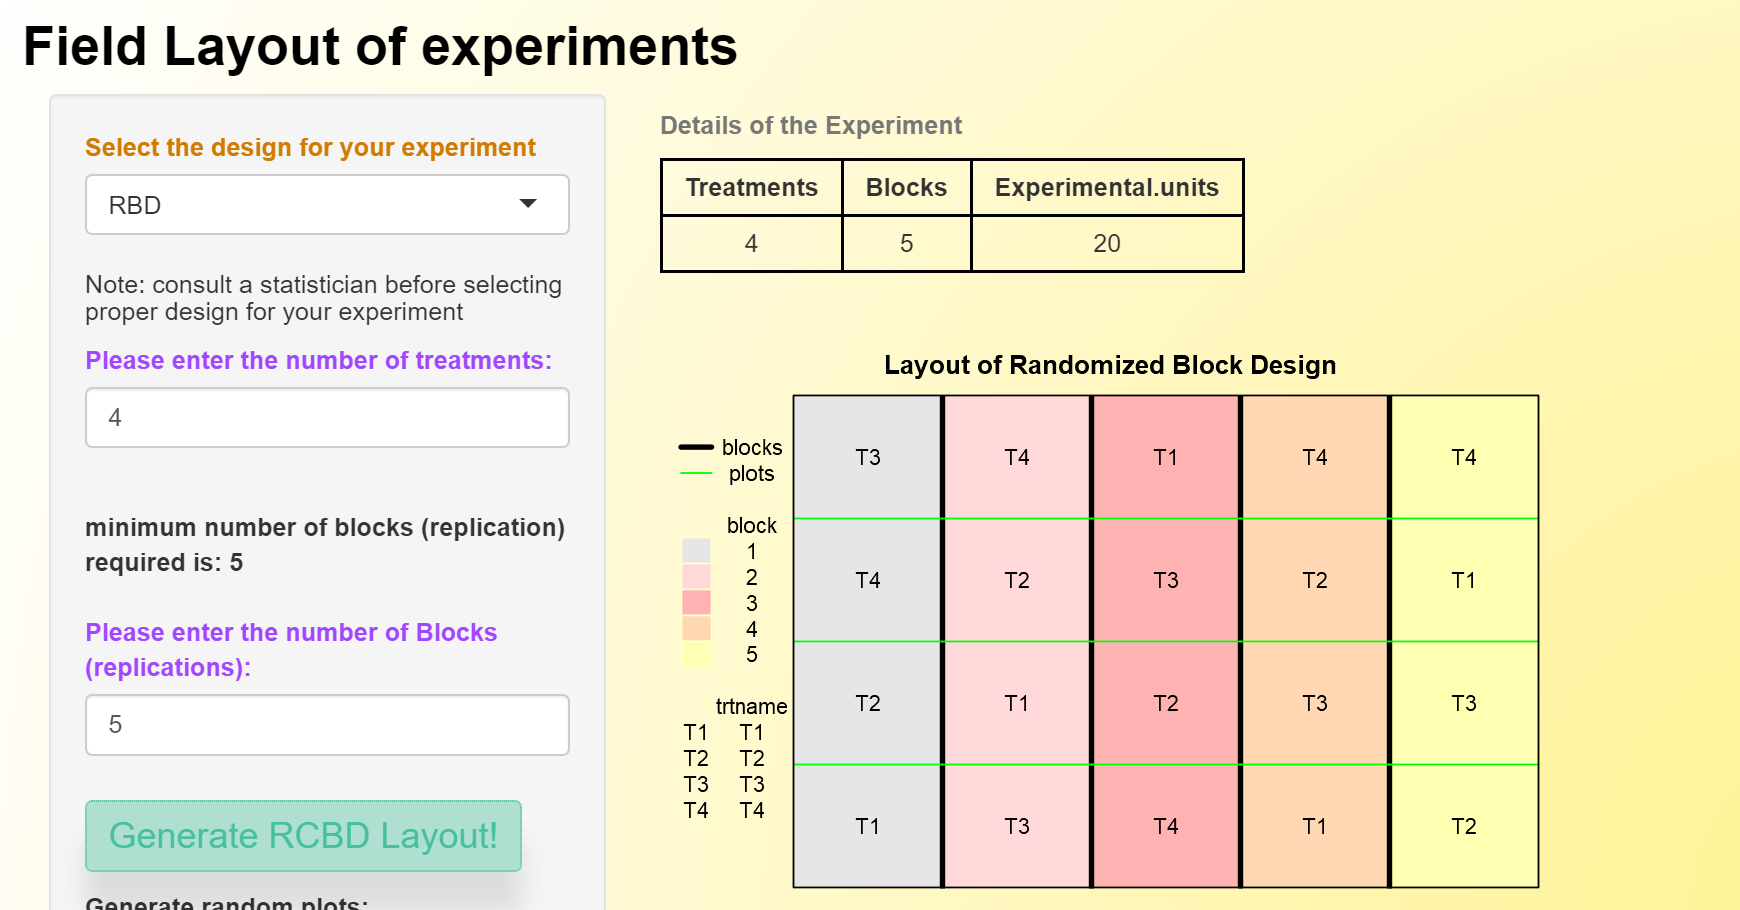 Field Layout of experiments
Select the design for your experiment
RBD
Note: consult a statistician before selecting
proper design for your experiment
Please enter the number of treatments:
4
minimum number of blocks (replication)
required is: 5
Please enter the number of Blocks
(replications):
5
Generate RCBD Layout!
Generate random plots:
Details of the Experiment
Treatments Blocks Experimental.units
4 5 20
Layout of Randomized Block Design
blocks
plots
block
1
2
3
4
5
trtname
T1 T1
T2 T2
T3 T3
T4 T4
T3 T4 T1 T4 T4
T4 T2 T3 T2 T1
T2 T1 T2 T3 T3
T1 T3 T4 T1 T2